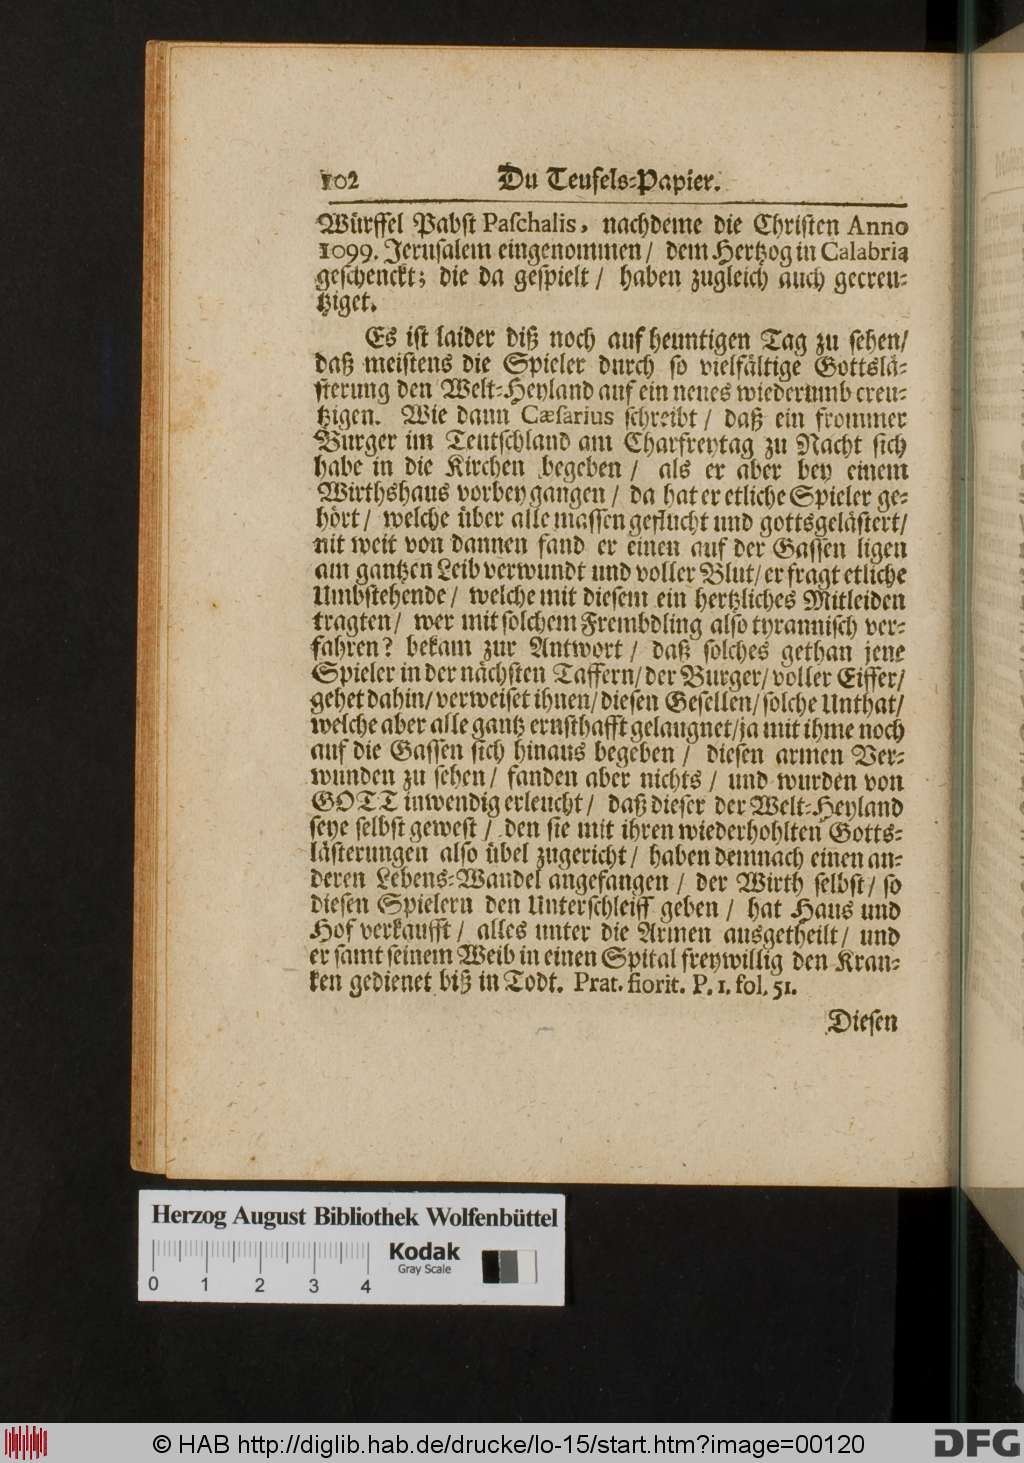 102 Du Teufels-Papier.
Würffel Pabst Paschalis, nachdeme die Christen Anno
1099. Jerusalem eingenommen / dem Hertzog in Calabria
geschenckt; die da gespielt / haben zugleich auch gecreu-
tziget.
Es ist laider diß noch auf heuntigen Tag zu sehen/
daß meistens die Spieler durch so vielfältige Gottslä-
sterung den Welt-Heyland auf ein neues wiederumb creu-
tzigen. Wie dann Cæsarius schreibt / daß ein frommer
Burger im Teutschland am Charfreytag zu Nacht sich
habe in die Kirchen begeben / als er aber bey einem
Wirthshaus vorbey gangen / da hat er etliche Spieler ge-
hört / welche über alle massen geflucht und gottsgelästert/
nit weit von dannen fand er einen auf der Gassen ligen
am gantzen Leib verwundt und voller Blut/ er fragt etliche
Umbstehende / welche mit diesem ein hertzliches Mitleiden
tragten / wer mit solchem Frembdling also tyrannisch ver-
fahren? bekam zur Antwort / daß solches gethan jene
Spieler in der nächsten Taffern/ der Burger/ voller Eiffer/
gehet dahin/ verweiset ihnen/ diesen Gesellen/ solche Unthat/
welche aber alle gantz ernsthafft gelaugnet/ ja mit ihme noch
auf die Gassen sich hinaus begeben / diesen armen Ver-
wunden zu sehen/ fanden aber nichts / und wurden von
GOTT inwendig erleucht / daß dieser der Welt-Heyland
seye selbst gewest / den sie mit ihren wiederhohlten Gotts-
lästerungen also übel zugericht / haben demnach einen an-
deren Lebens-Wandel angefangen / der Wirth selbst / so
diesen Spielern den Unterschleiff geben / hat Haus und
Hof verkaufft / alles unter die Armen ausgetheilt / und
er samt seinem Weib in einen Spital freywillig den Kran-
ken gedienet biß in Todt. Prat. fiorit. P. 1. fol. 51.
Diesen
Herzog August Bibliothek Wolfenbüttel
Kodak
Gray Scale
0 1 2 3 4
© HAB http://diglib.hab.de/drucke/lo-15/start.htm?image=00120
DFG